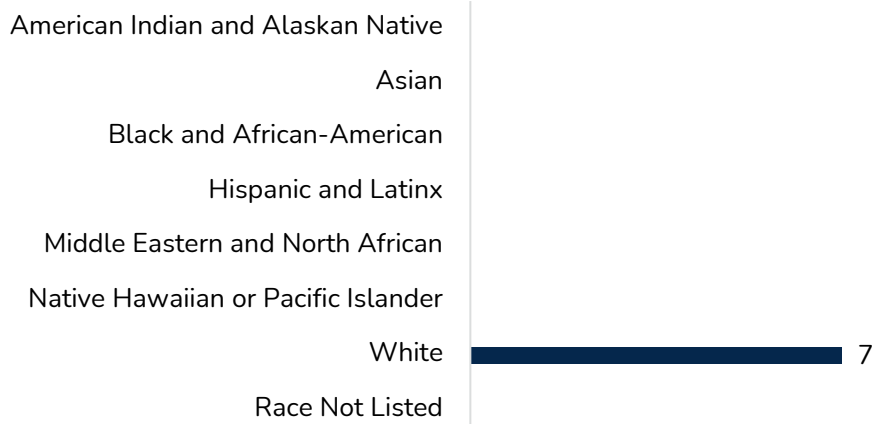 American Indian and Alaskan Native
Asian
Black and African-American
Hispanic and Latinx
Middle Eastern and North African
Native Hawaiian or Pacific Islander
White 7
Race Not Listed